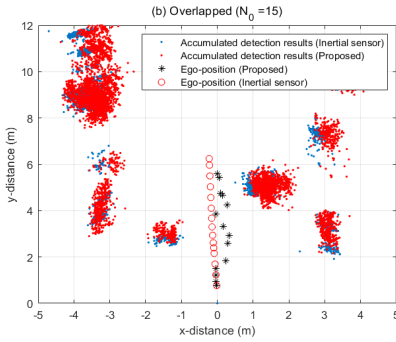 (b) Overlapped (N0 =15)
Accumulated detection results (Inertial sensor)
Accumulated detection results (Proposed)
Ego-position (Proposed)
Ego-position (Inertial sensor)
12
10
8
6
4
2
0
y-distance (m)
-5 -4 -3 -2 -1 0 1 2 3 4 5
x-distance (m)